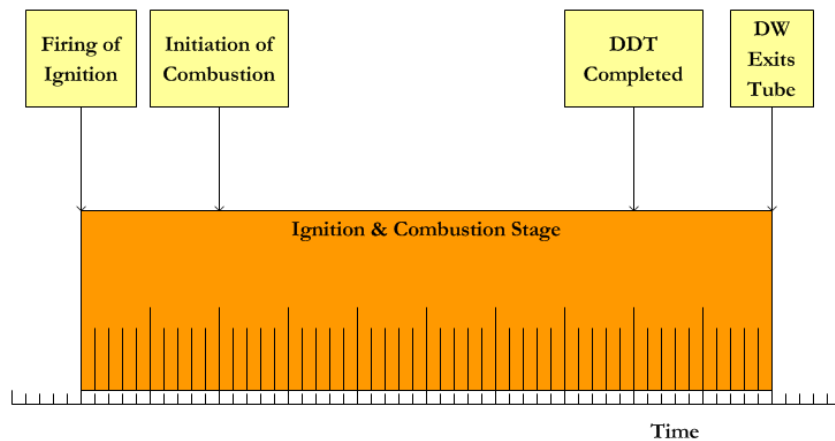 Firing of
Ignition
Initiation of
Combustion
DDT
Completed
DW
Exits
Tube
Ignition & Combustion Stage
Time